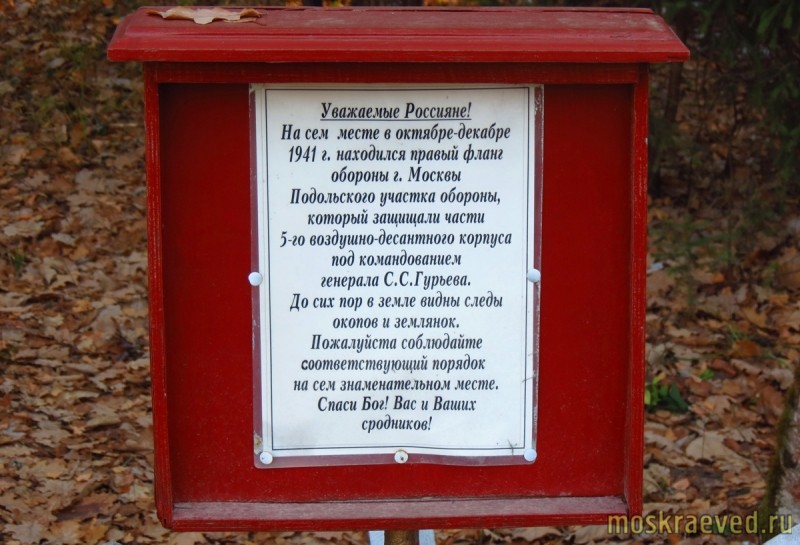 Уважаемые Россияне!
На сем месте в октябре-декабре
1941 г. находился правый фланг
обороны г. Москвы
Подольского участка обороны,
который защищали части
5-го воздушно-десантного корпуса
под командованием
генерала С.С.Гурьева.
До сих пор в земле видны следы
окопов и землянок.
Пожалуйста соблюдайте
соответствующий порядок
на сем знаменательном месте.
Спаси Бог! Вас и Ваших
сродников!
moskraeved.ru